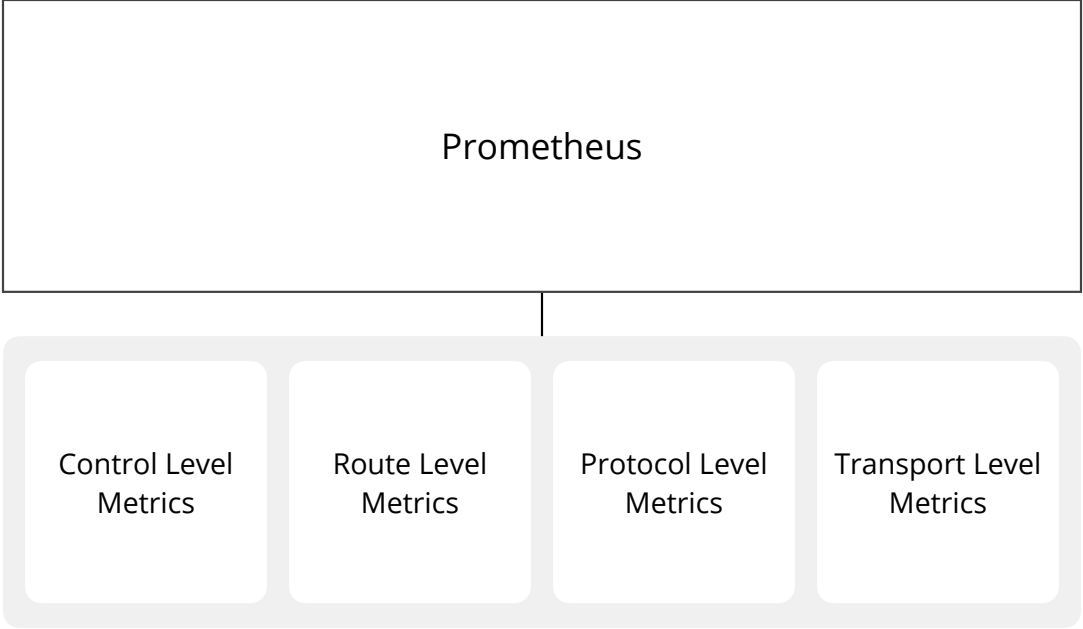 Prometheus
Control Level
Metrics
Route Level
Metrics
Protocol Level
Metrics
Transport Level
Metrics